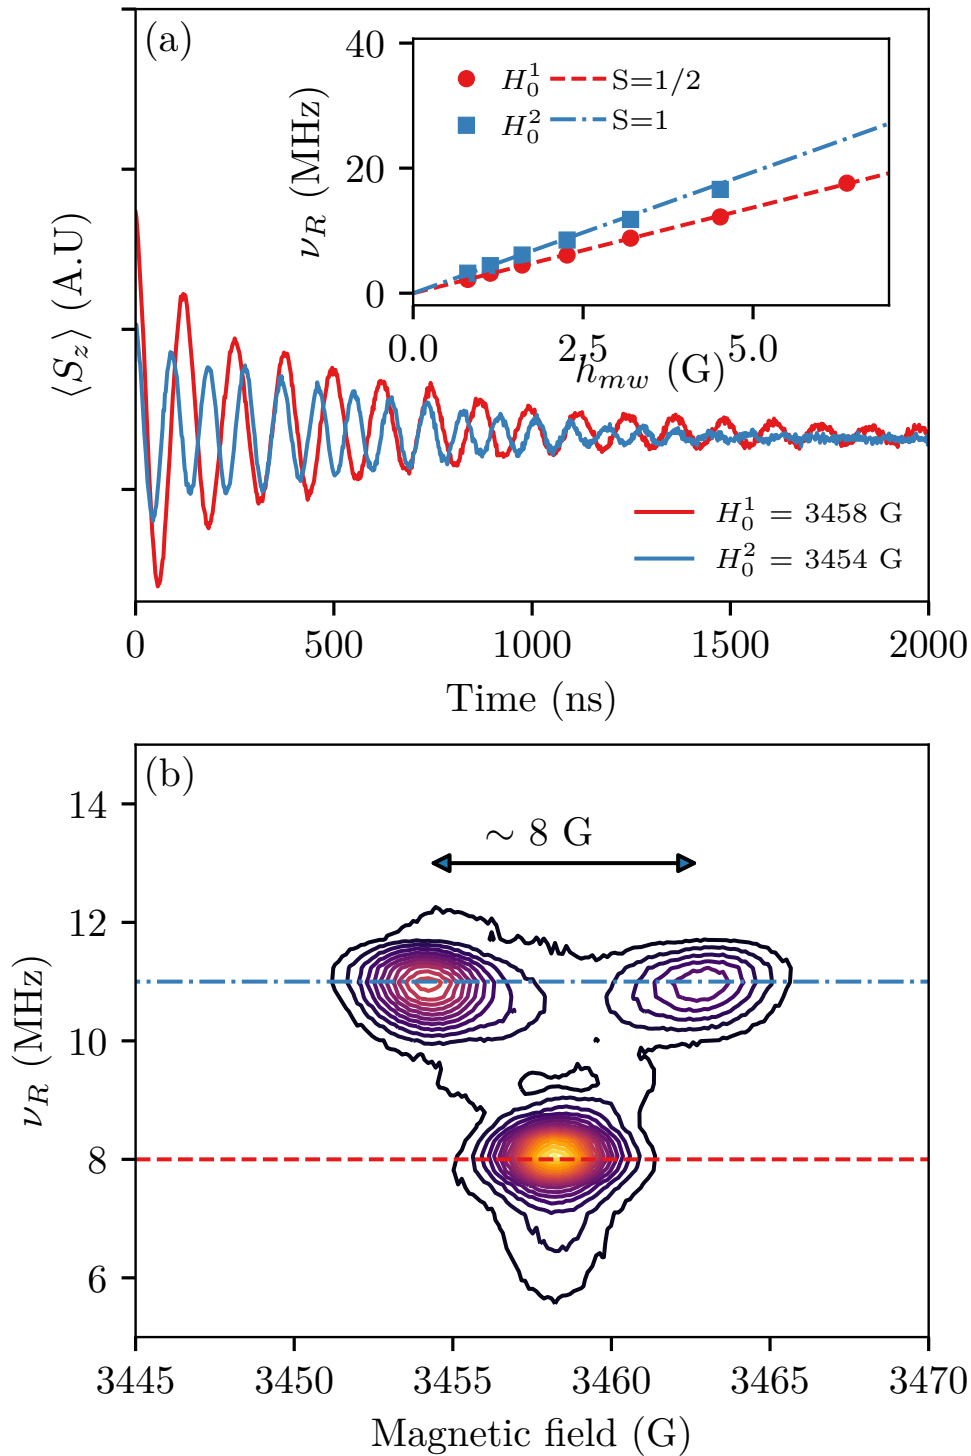 (a)
⟨S_z⟩ (A.U)
ν_R (MHz)
40
20
0
H_0^1 S=1/2
H_0^2 S=1
0.0 2.5 5.0
h_{mw} (G)
H_0^1 = 3458 G
H_0^2 = 3454 G
0 500 1000 1500 2000
Time (ns)
(b)
∼ 8 G
ν_R (MHz)
14
12
10
8
6
3445 3450 3455 3460 3465 3470
Magnetic field (G)